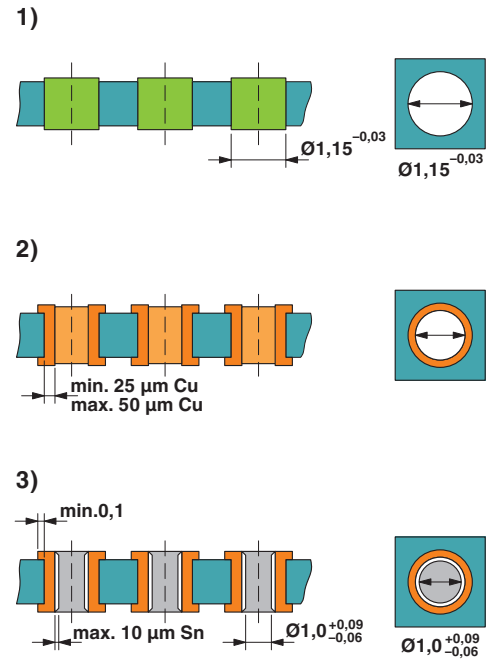 1)
Ø1,15 −0,03
Ø1,15 −0,03
2)
min. 25 µm Cu
max. 50 µm Cu
3)
min.0,1
max. 10 µm Sn
Ø1,0 +0,09 −0,06
Ø1,0 +0,09 −0,06